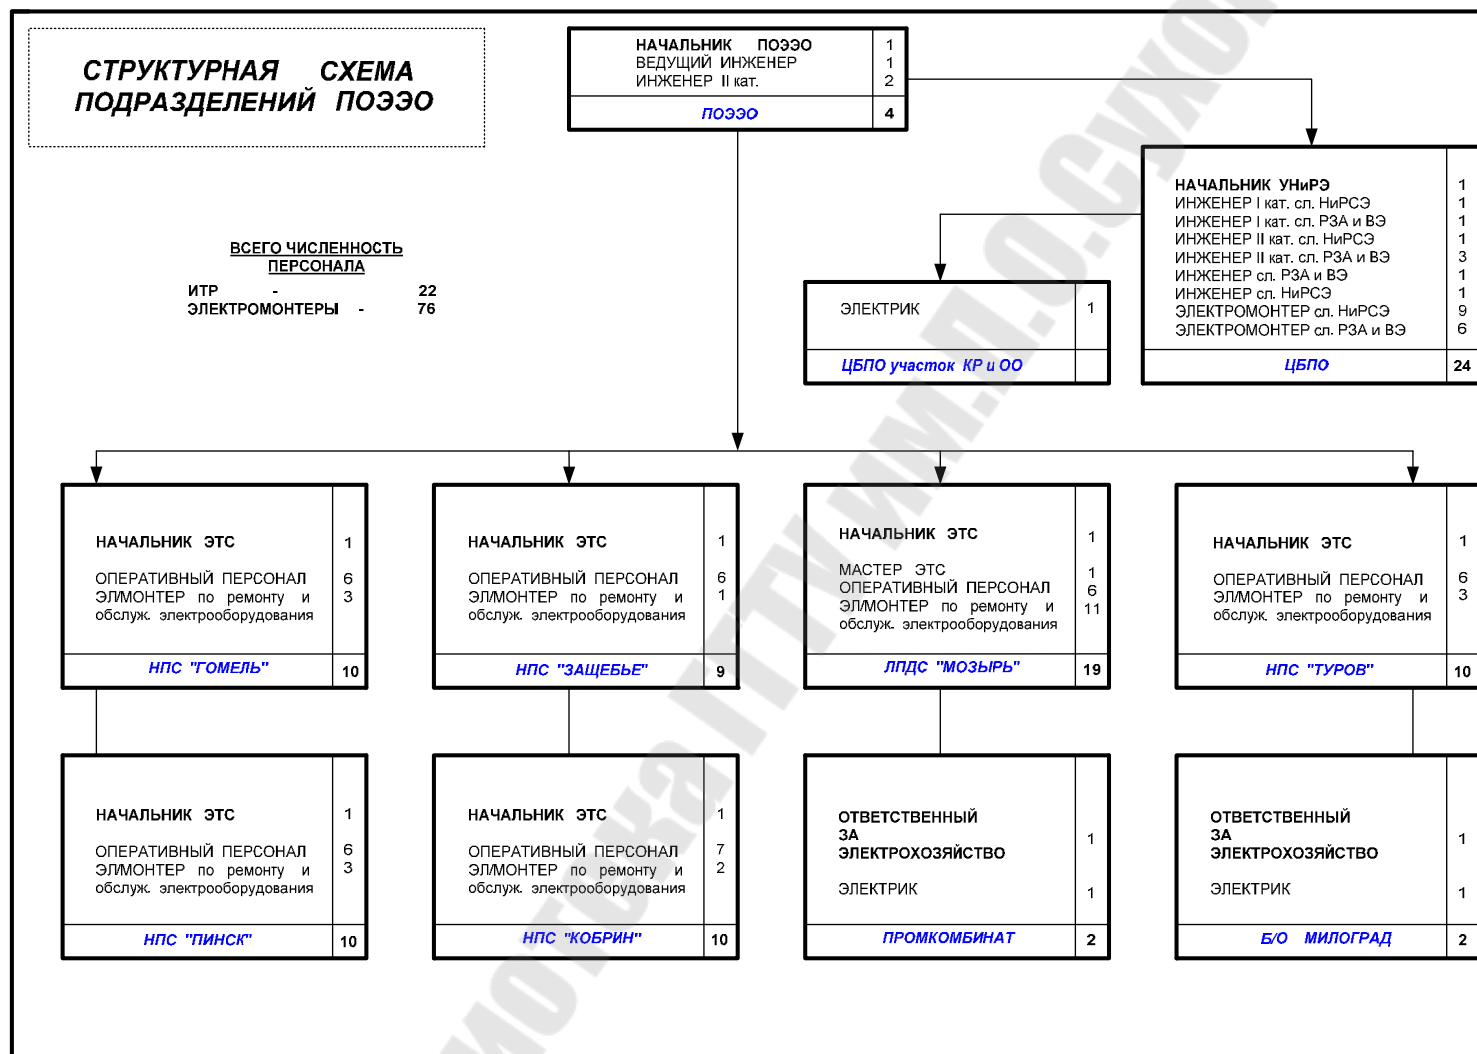 СТРУКТУРНАЯ СХЕМА
ПОДРАЗДЕЛЕНИЙ ПОЭЭО
НАЧАЛЬНИК ПОЭЭО 1
ВЕДУЩИЙ ИНЖЕНЕР 1
ИНЖЕНЕР II кат. 2
ПОЭЭО 4
ВСЕГО ЧИСЛЕННОСТЬ
ПЕРСОНАЛА
ИТР - 22
ЭЛЕКТРОМОНТЕРЫ - 76
НАЧАЛЬНИК УНиРЭ 1
ИНЖЕНЕР I кат. сл. НиРСЭ 1
ИНЖЕНЕР I кат. сл. РЗА и ВЭ 1
ИНЖЕНЕР II кат. сл. НиРСЭ 1
ИНЖЕНЕР II кат. сл. РЗА и ВЭ 3
ИНЖЕНЕР сл. РЗА и ВЭ 1
ИНЖЕНЕР сл. НиРСЭ 1
ЭЛЕКТРОМОНТЕР сл. НиРСЭ 9
ЭЛЕКТРОМОНТЕР сл. РЗА и ВЭ 6
ЦБПО 24
ЭЛЕКТРИК 1
ЦБПО участок КР и ОО
НАЧАЛЬНИК ЭТС 1
ОПЕРАТИВНЫЙ ПЕРСОНАЛ 6
ЭЛ/МОНТЕР по ремонту и 3
обслуж. электрооборудования
НПС "ГОМЕЛЬ" 10
НАЧАЛЬНИК ЭТС 1
ОПЕРАТИВНЫЙ ПЕРСОНАЛ 6
ЭЛ/МОНТЕР по ремонту и 1
обслуж. электрооборудования
НПС "ЗАЩЕБЬЕ" 9
НАЧАЛЬНИК ЭТС 1
МАСТЕР ЭТС 1
ОПЕРАТИВНЫЙ ПЕРСОНАЛ 6
ЭЛ/МОНТЕР по ремонту и 11
обслуж. электрооборудования
ЛПДС "МОЗЫРЬ" 19
НАЧАЛЬНИК ЭТС 1
ОПЕРАТИВНЫЙ ПЕРСОНАЛ 6
ЭЛ/МОНТЕР по ремонту и 3
обслуж. электрооборудования
НПС "ТУРОВ" 10
НАЧАЛЬНИК ЭТС 1
ОПЕРАТИВНЫЙ ПЕРСОНАЛ 6
ЭЛ/МОНТЕР по ремонту и 3
обслуж. электрооборудования
НПС "ПИНСК" 10
НАЧАЛЬНИК ЭТС 1
ОПЕРАТИВНЫЙ ПЕРСОНАЛ 7
ЭЛ/МОНТЕР по ремонту и 2
обслуж. электрооборудования
НПС "КОБРИН" 10
ОТВЕТСТВЕННЫЙ
ЗА 1
ЭЛЕКТРОХОЗЯЙСТВО
ЭЛЕКТРИК 1
ПРОМКОМБИНАТ 2
ОТВЕТСТВЕННЫЙ
ЗА 1
ЭЛЕКТРОХОЗЯЙСТВО
ЭЛЕКТРИК 1
Б/О МИЛОГРАД 2
ГГТУ ИМ.П.О.